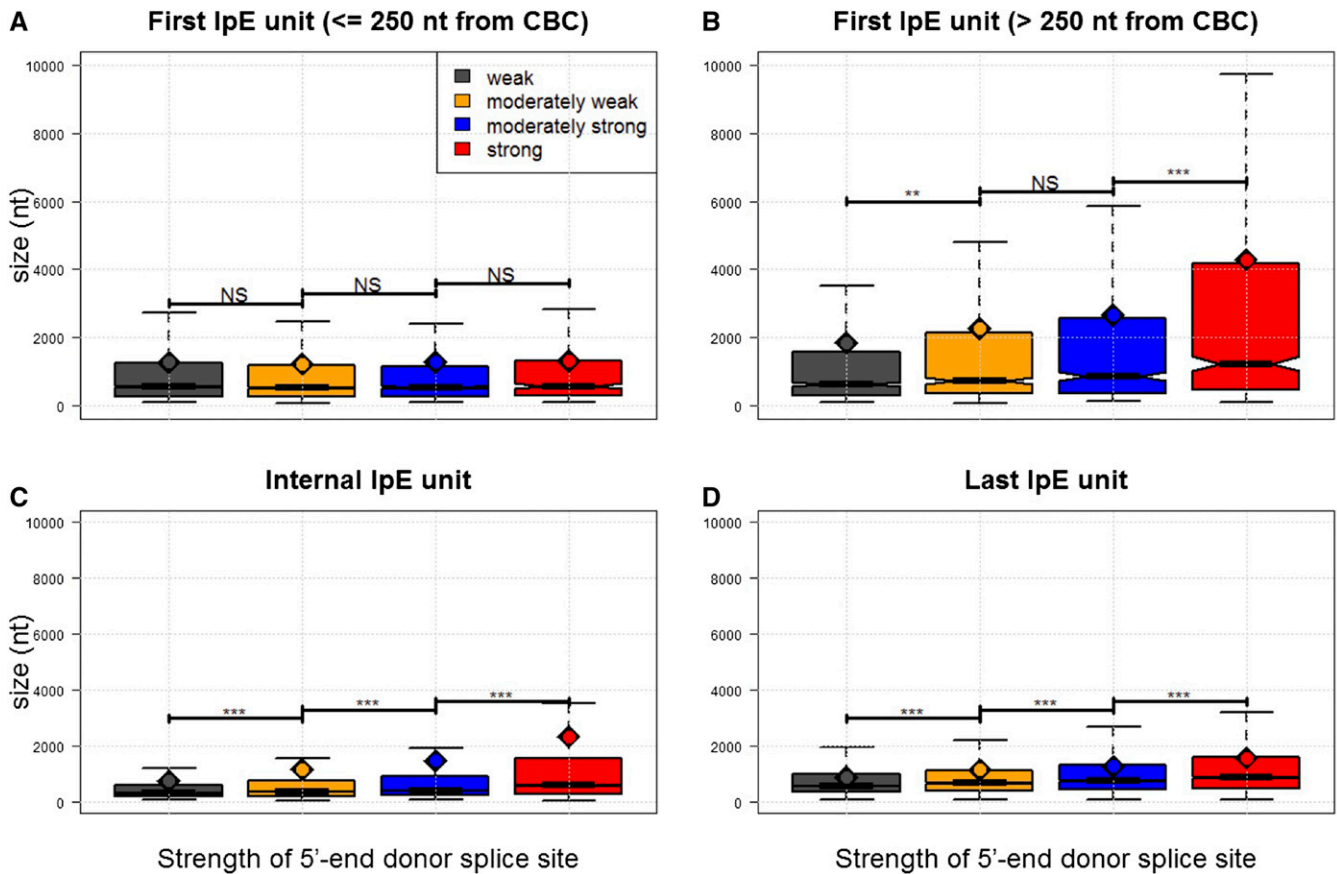 A
First IpE unit (<= 250 nt from CBC)
size (nt)
10000
8000
6000
4000
2000
0
weak
moderately weak
moderately strong
strong
NS
NS
NS
B
First IpE unit (> 250 nt from CBC)
10000
8000
6000
4000
2000
0
**
NS
***
C
Internal IpE unit
size (nt)
10000
8000
6000
4000
2000
0
***
***
***
Strength of 5'-end donor splice site
D
Last IpE unit
10000
8000
6000
4000
2000
0
***
***
***
Strength of 5'-end donor splice site